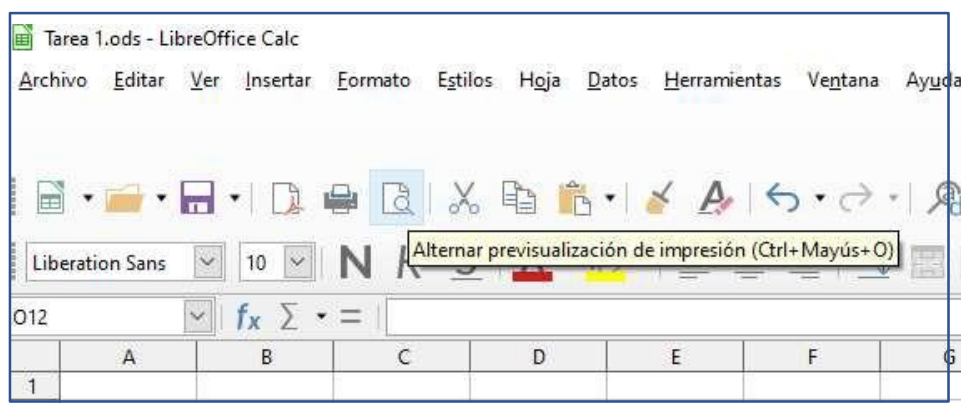 Tarea 1.ods - LibreOffice Calc
Archivo Editar Ver Insertar Formato Estilos Hoja Datos Herramientas Ventana Ayuda
Alternar previsualización de impresión (Ctrl+Mayús+O)
Liberation Sans 10 N K S A
O12 fx Σ =
A B C D E F G
1